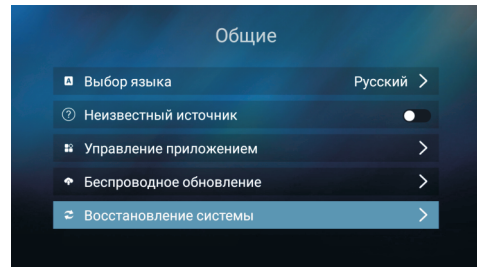 Общие
Выбор языка Русский
Неизвестный источник
Управление приложением
Беспроводное обновление
Восстановление системы